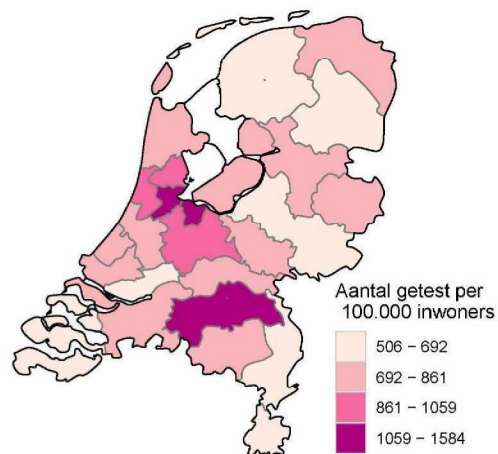 Aantal getest per
100.000 inwoners
506 – 692
692 – 861
861 – 1059
1059 – 1584